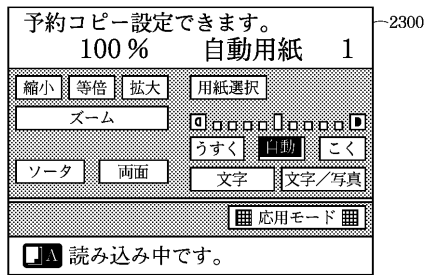 予約コピー設定できます。
100% 自動用紙 1
2300
縮小 等倍 拡大 用紙選択
ズーム
うすく 自動 こく
ソータ 両面 文字 文字/写真
応用モード
読み込み中です。